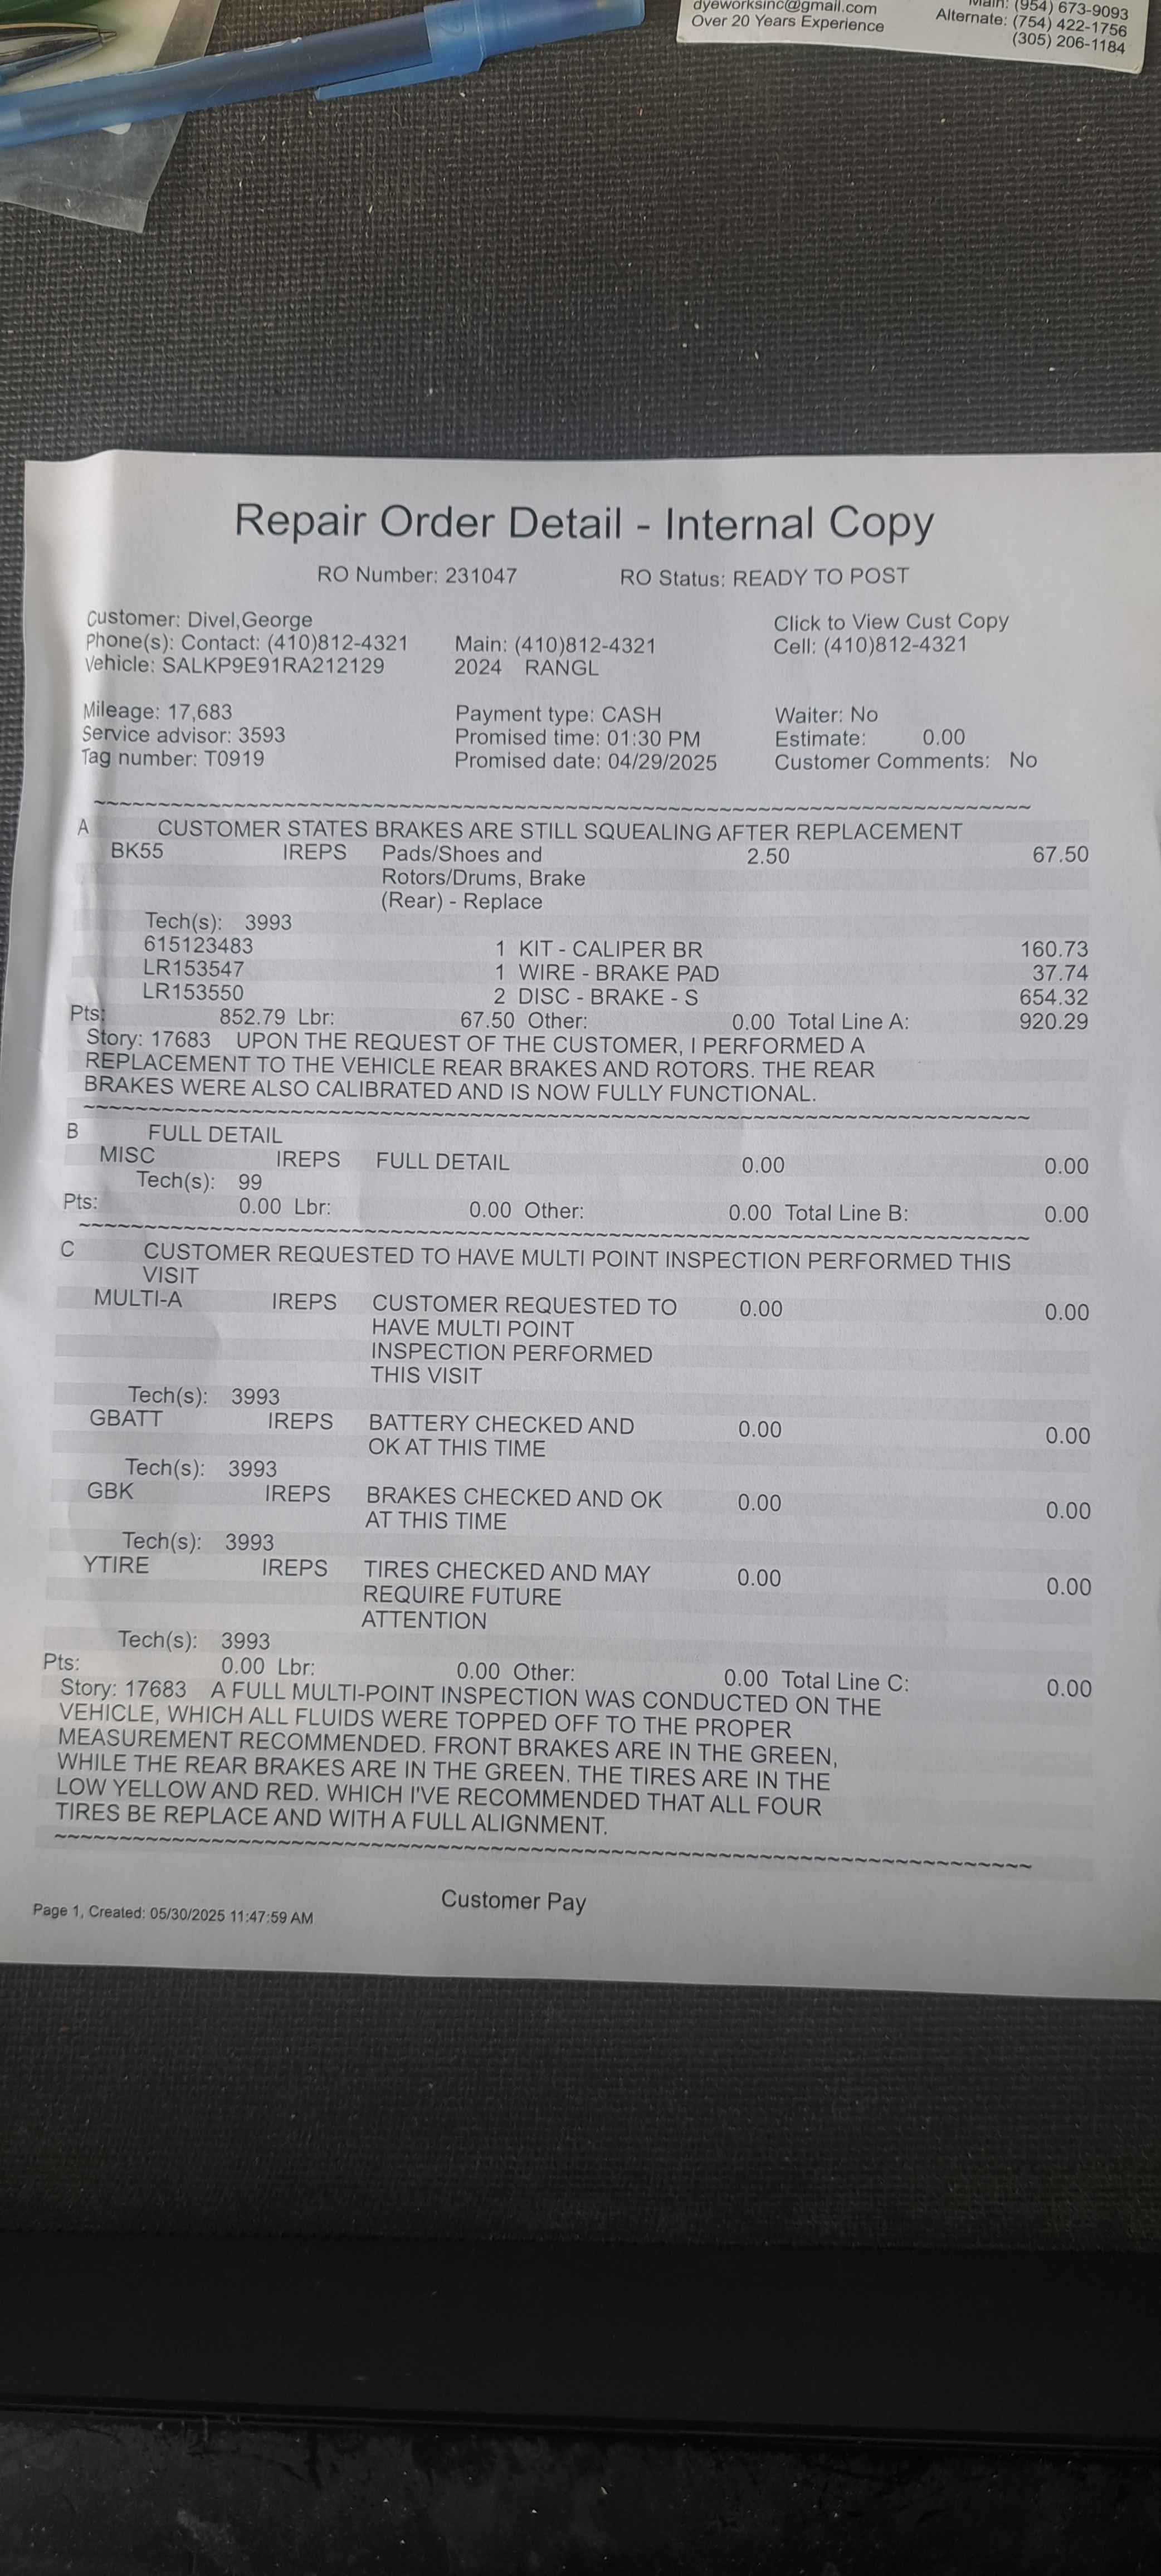 dyeworksinc@gmail.com
Over 20 Years Experience
Main: (954) 673-9093
Alternate: (754) 422-1756
(305) 206-1184
Repair Order Detail - Internal Copy
RO Number: 231047 RO Status: READY TO POST
Customer: Divel,George Click to View Cust Copy
Phone(s): Contact: (410)812-4321 Main: (410)812-4321 Cell: (410)812-4321
Vehicle: SALKP9E91RA212129 2024 RANGL
Mileage: 17,683 Payment type: CASH Waiter: No
Service advisor: 3593 Promised time: 01:30 PM Estimate: 0.00
Tag number: T0919 Promised date: 04/29/2025 Customer Comments: No
~~~~~~~~~~~~~~~~~~~~~~~~~~~~~~~~~~~~~~~~~~~~~~~~~~~~~~~~~~~~~~~~~~~~~~
A CUSTOMER STATES BRAKES ARE STILL SQUEALING AFTER REPLACEMENT
BK55 IREPS Pads/Shoes and 2.50 67.50
Rotors/Drums, Brake
(Rear) - Replace
Tech(s): 3993
615123483 1 KIT - CALIPER BR 160.73
LR153547 1 WIRE - BRAKE PAD 37.74
LR153550 2 DISC - BRAKE - S 654.32
Pts: 852.79 Lbr: 67.50 Other: 0.00 Total Line A: 920.29
Story: 17683 UPON THE REQUEST OF THE CUSTOMER, I PERFORMED A
REPLACEMENT TO THE VEHICLE REAR BRAKES AND ROTORS. THE REAR
BRAKES WERE ALSO CALIBRATED AND IS NOW FULLY FUNCTIONAL.
~~~~~~~~~~~~~~~~~~~~~~~~~~~~~~~~~~~~~~~~~~~~~~~~~~~~~~~~~~~~~~~~~~~~~~
B FULL DETAIL
MISC IREPS FULL DETAIL 0.00 0.00
Tech(s): 99
Pts: 0.00 Lbr: 0.00 Other: 0.00 Total Line B: 0.00
~~~~~~~~~~~~~~~~~~~~~~~~~~~~~~~~~~~~~~~~~~~~~~~~~~~~~~~~~~~~~~~~~~~~~~
C CUSTOMER REQUESTED TO HAVE MULTI POINT INSPECTION PERFORMED THIS
VISIT
MULTI-A IREPS CUSTOMER REQUESTED TO 0.00 0.00
HAVE MULTI POINT
INSPECTION PERFORMED
THIS VISIT
Tech(s): 3993
GBATT IREPS BATTERY CHECKED AND 0.00 0.00
OK AT THIS TIME
Tech(s): 3993
GBK IREPS BRAKES CHECKED AND OK 0.00 0.00
AT THIS TIME
Tech(s): 3993
YTIRE IREPS TIRES CHECKED AND MAY 0.00 0.00
REQUIRE FUTURE
ATTENTION
Tech(s): 3993
Pts: 0.00 Lbr: 0.00 Other: 0.00 Total Line C: 0.00
Story: 17683 A FULL MULTI-POINT INSPECTION WAS CONDUCTED ON THE
VEHICLE, WHICH ALL FLUIDS WERE TOPPED OFF TO THE PROPER
MEASUREMENT RECOMMENDED. FRONT BRAKES ARE IN THE GREEN,
WHILE THE REAR BRAKES ARE IN THE GREEN. THE TIRES ARE IN THE
LOW YELLOW AND RED. WHICH I'VE RECOMMENDED THAT ALL FOUR
TIRES BE REPLACE AND WITH A FULL ALIGNMENT.
~~~~~~~~~~~~~~~~~~~~~~~~~~~~~~~~~~~~~~~~~~~~~~~~~~~~~~~~~~~~~~~~~~~~~~
Customer Pay
Page 1, Created: 05/30/2025 11:47:59 AM